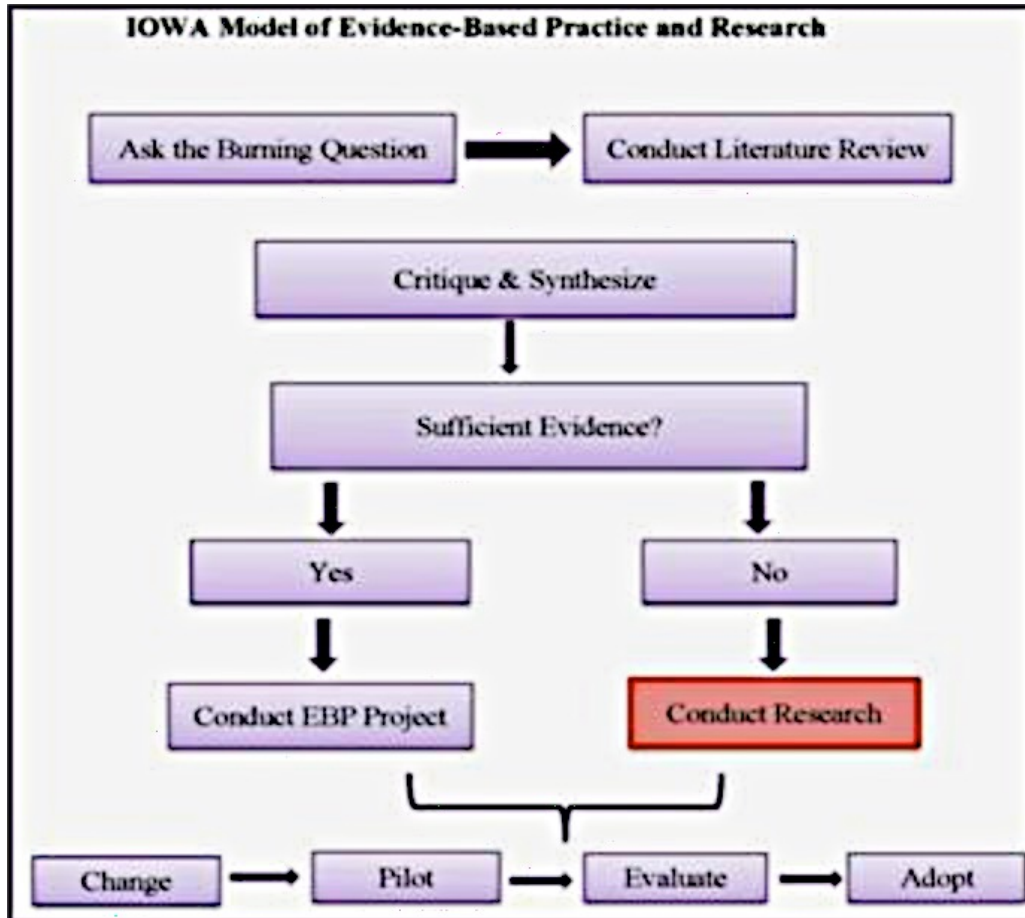 IOWA Model of Evidence-Based Practice and Research
Ask the Burning Question
Conduct Literature Review
Critique & Synthesize
Sufficient Evidence?
Yes
No
Conduct EBP Project
Conduct Research
Change
Pilot
Evaluate
Adopt